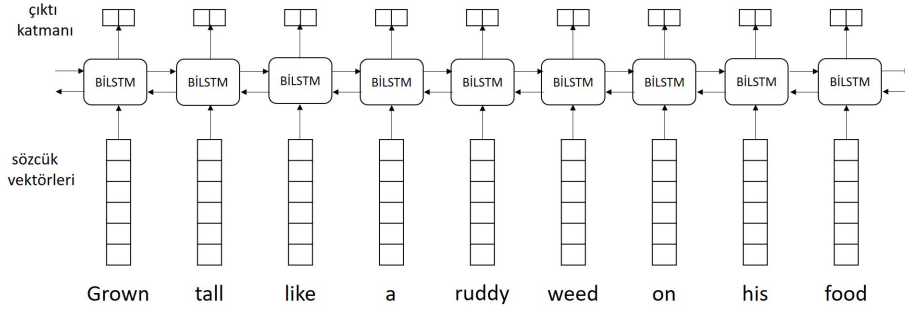 çıktı
katmanı
BİLSTM BİLSTM BİLSTM BİLSTM BİLSTM BİLSTM BİLSTM BİLSTM BİLSTM
sözcük
vektörleri
Grown tall like a ruddy weed on his food